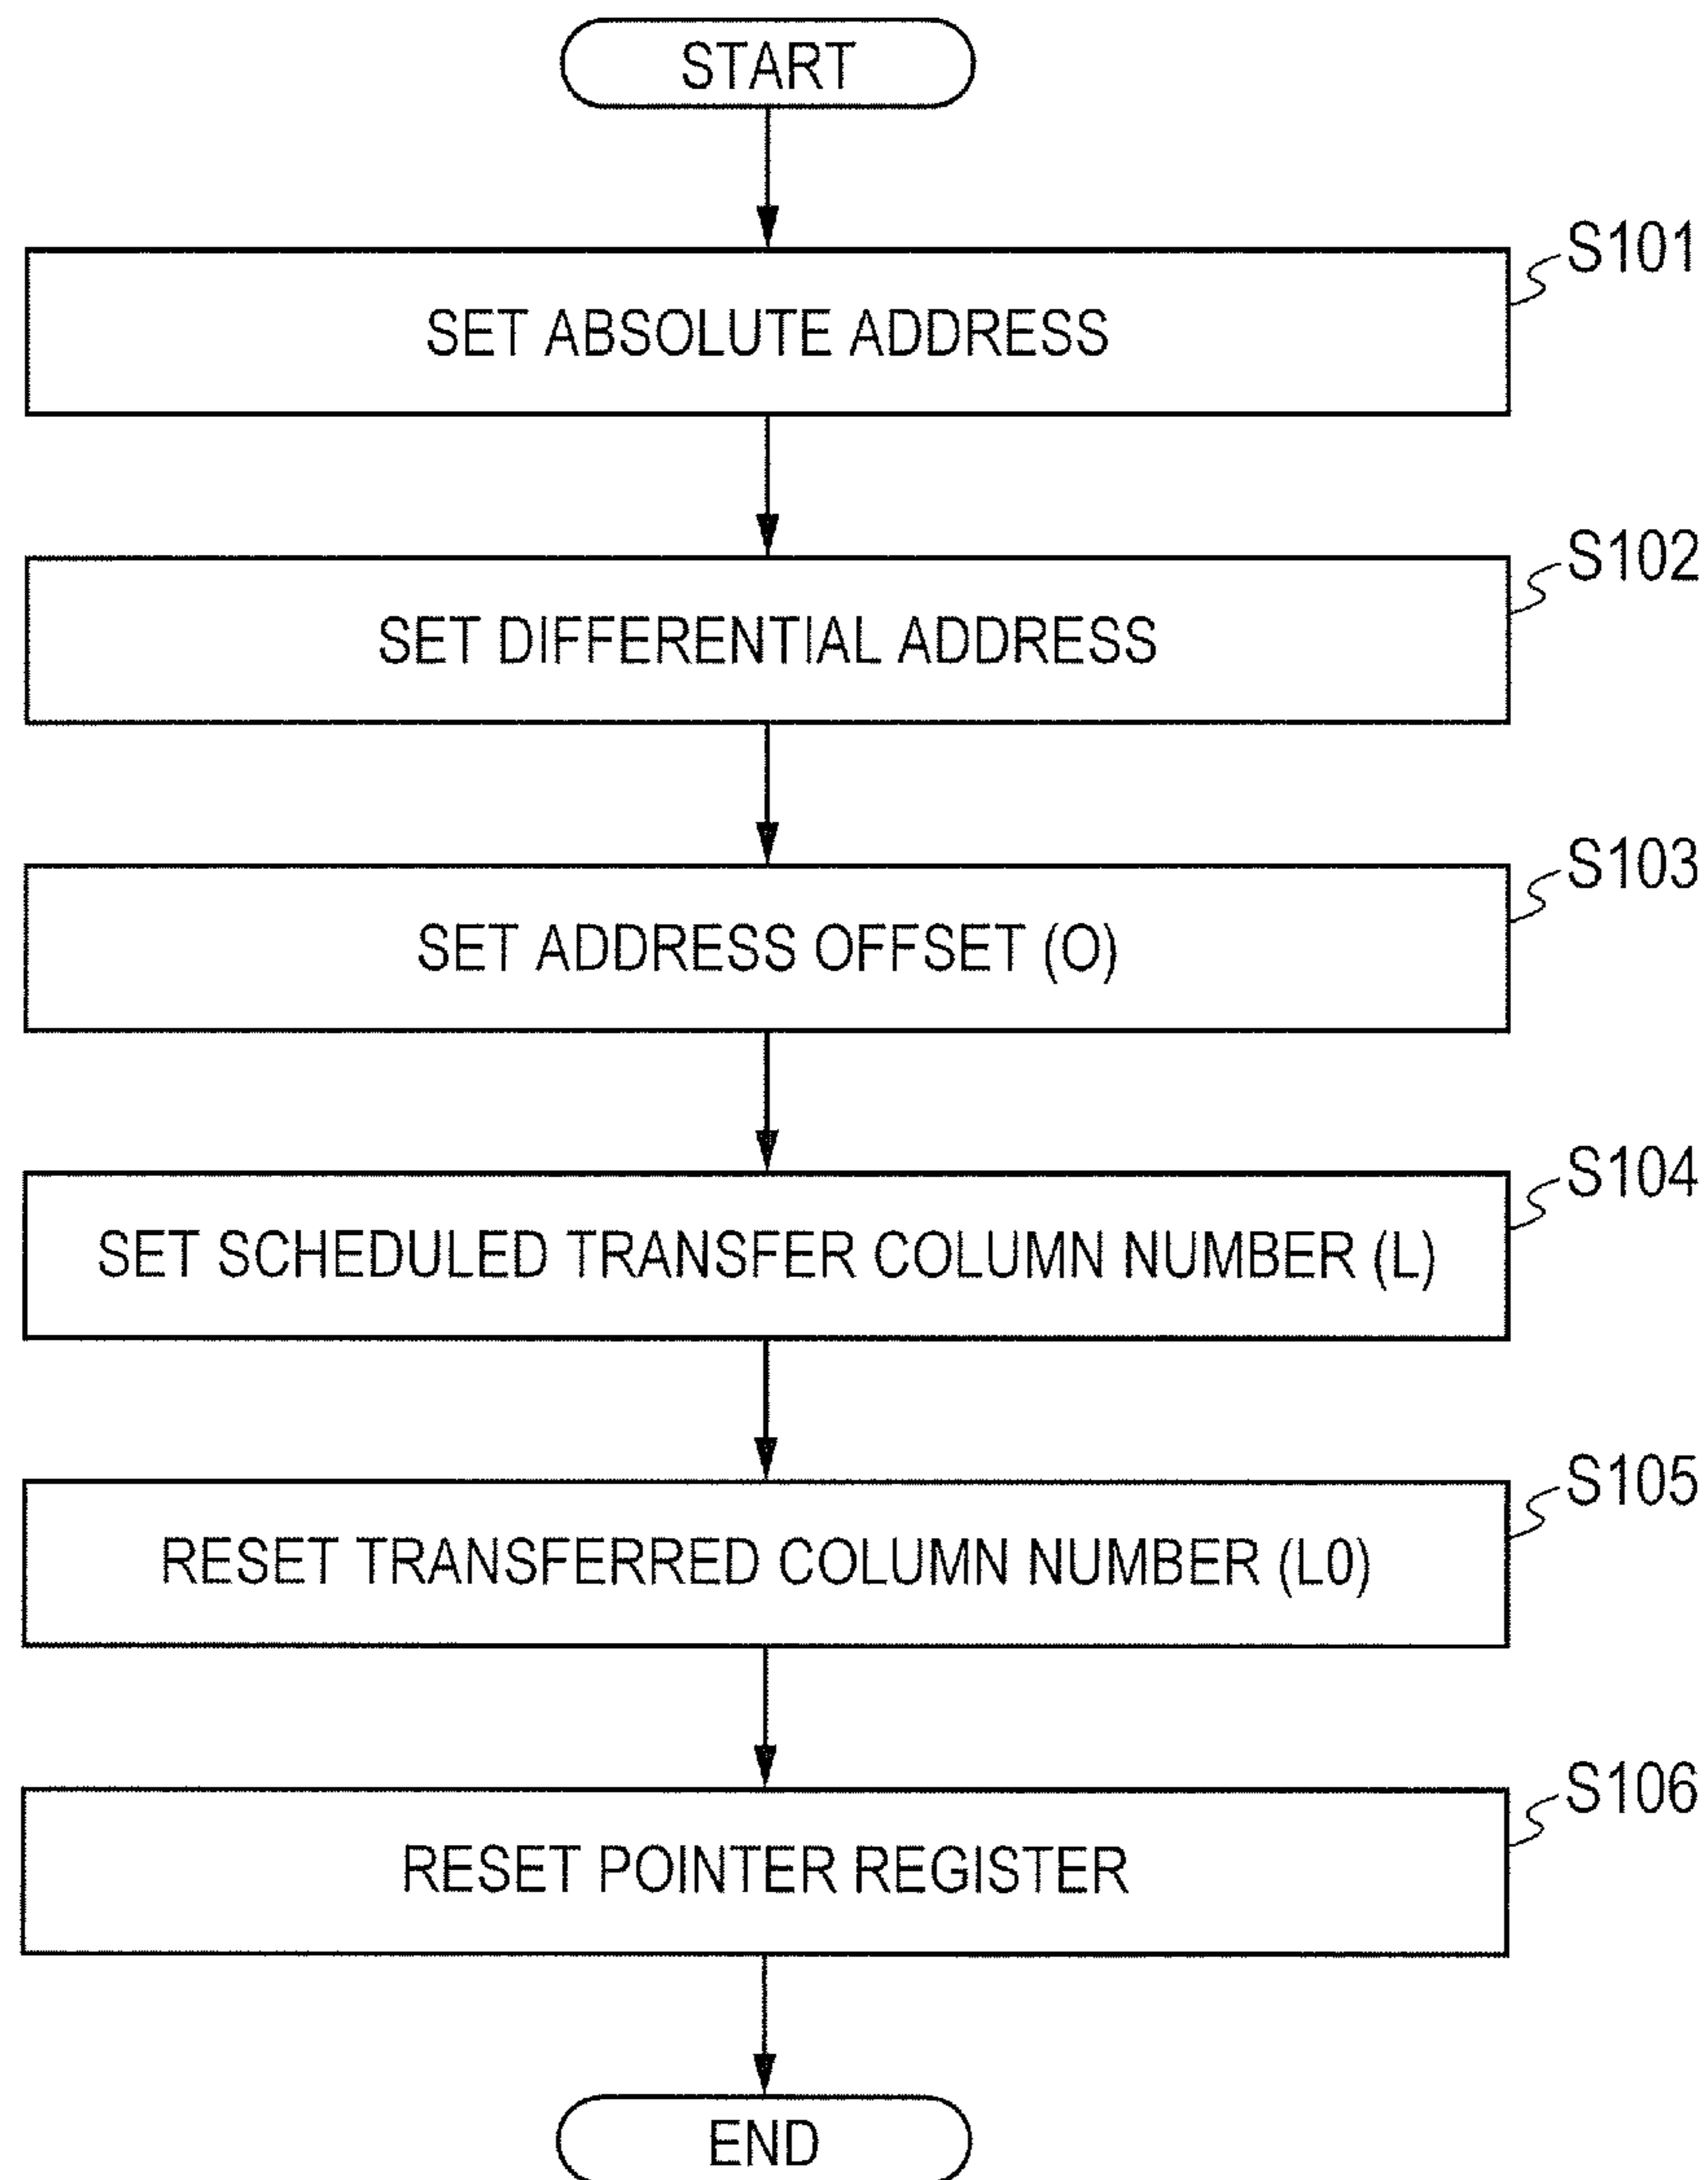 START
S101
SET ABSOLUTE ADDRESS
S102
SET DIFFERENTIAL ADDRESS
S103
SET ADDRESS OFFSET (O)
S104
SET SCHEDULED TRANSFER COLUMN NUMBER (L)
S105
RESET TRANSFERRED COLUMN NUMBER (L0)
S106
RESET POINTER REGISTER
END